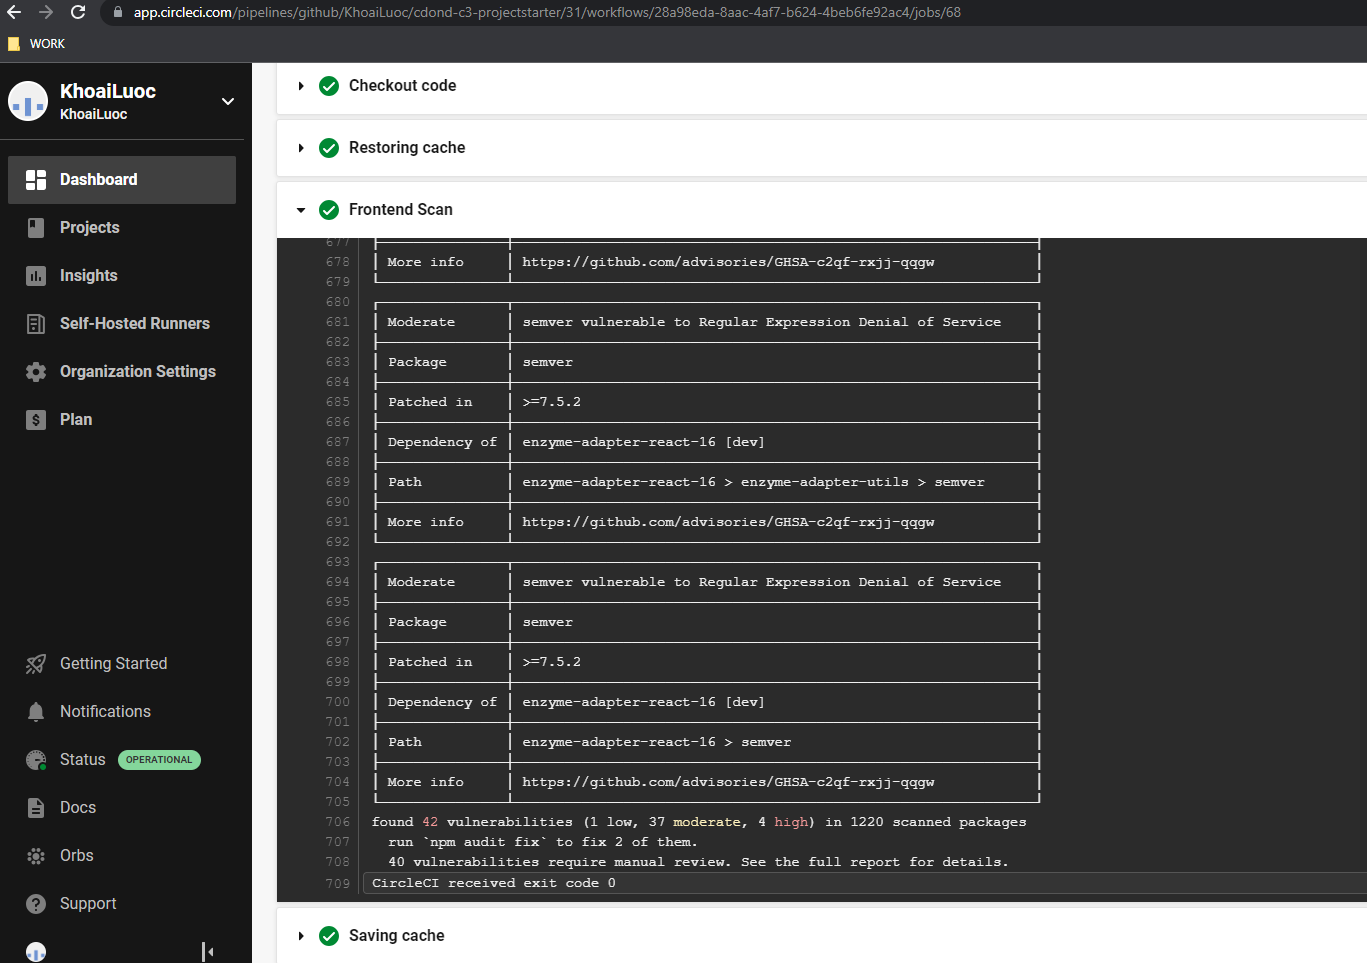 app.circleci.com/pipelines/github/KhoaiLuoc/cdond-c3-projectstarter/31/workflows/28a98eda-8aac-4af7-b624-4beb6fe92ac4/jobs/68
WORK
KhoaiLuoc
KhoaiLuoc
Dashboard
Projects
Insights
Self-Hosted Runners
Organization Settings
Plan
Getting Started
Notifications
Status OPERATIONAL
Docs
Orbs
Support
Checkout code
Restoring cache
Frontend Scan
677
678 More info https://github.com/advisories/GHSA-c2qf-rxjj-qqgw
679
680
681 Moderate semver vulnerable to Regular Expression Denial of Service
682
683 Package semver
684
685 Patched in >=7.5.2
686
687 Dependency of enzyme-adapter-react-16 [dev]
688
689 Path enzyme-adapter-react-16 > enzyme-adapter-utils > semver
690
691 More info https://github.com/advisories/GHSA-c2qf-rxjj-qqgw
692
693
694 Moderate semver vulnerable to Regular Expression Denial of Service
695
696 Package semver
697
698 Patched in >=7.5.2
699
700 Dependency of enzyme-adapter-react-16 [dev]
701
702 Path enzyme-adapter-react-16 > semver
703
704 More info https://github.com/advisories/GHSA-c2qf-rxjj-qqgw
705
706 found 42 vulnerabilities (1 low, 37 moderate, 4 high) in 1220 scanned packages
707 run `npm audit fix` to fix 2 of them.
708 40 vulnerabilities require manual review. See the full report for details.
709 CircleCI received exit code 0
Saving cache